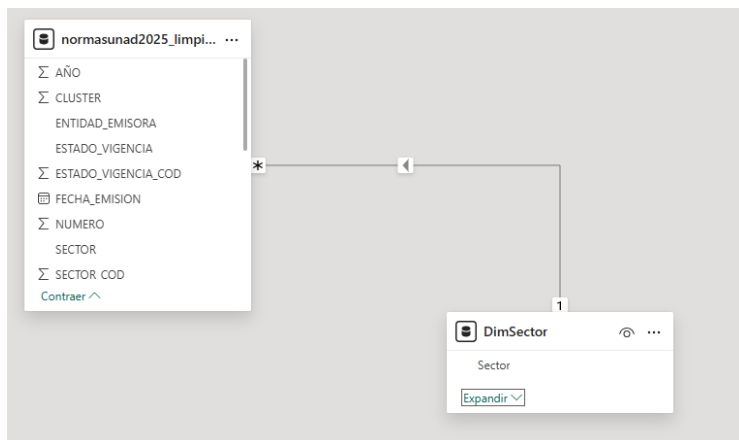 normasunad2025_limpi... ...
∑ AÑO
∑ CLUSTER
ENTIDAD_EMISORA
ESTADO_VIGENCIA
∑ ESTADO_VIGENCIA_COD
FECHA_EMISION
∑ NUMERO
SECTOR
∑ SECTOR COD
Contraer
*
1
DimSector ...
Sector
Expandir